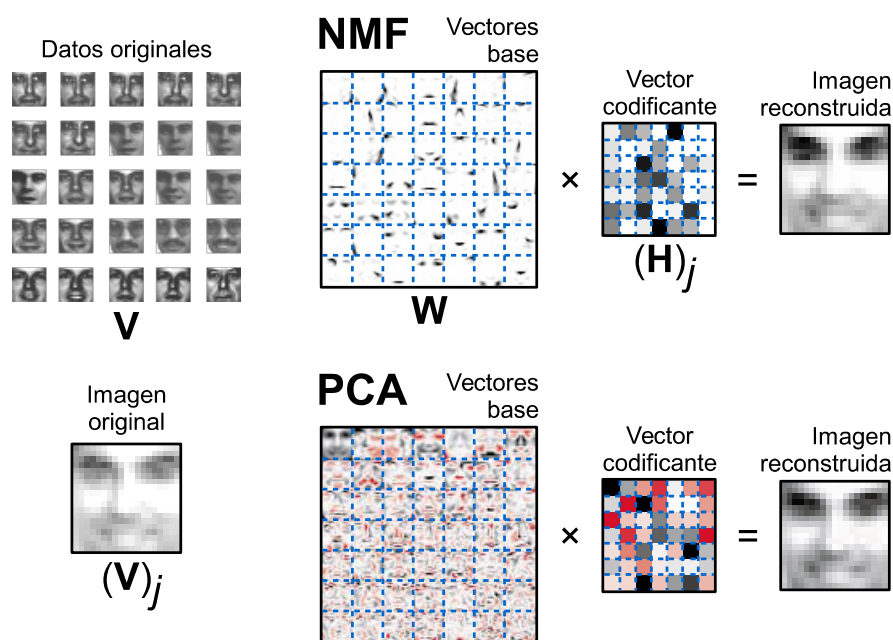 Datos originales
V
NMF
Vectores
base
W
×
Vector
codificante
(H)j
=
Imagen
reconstruida
Imagen
original
(V)j
PCA
Vectores
base
×
Vector
codificante
=
Imagen
reconstruida